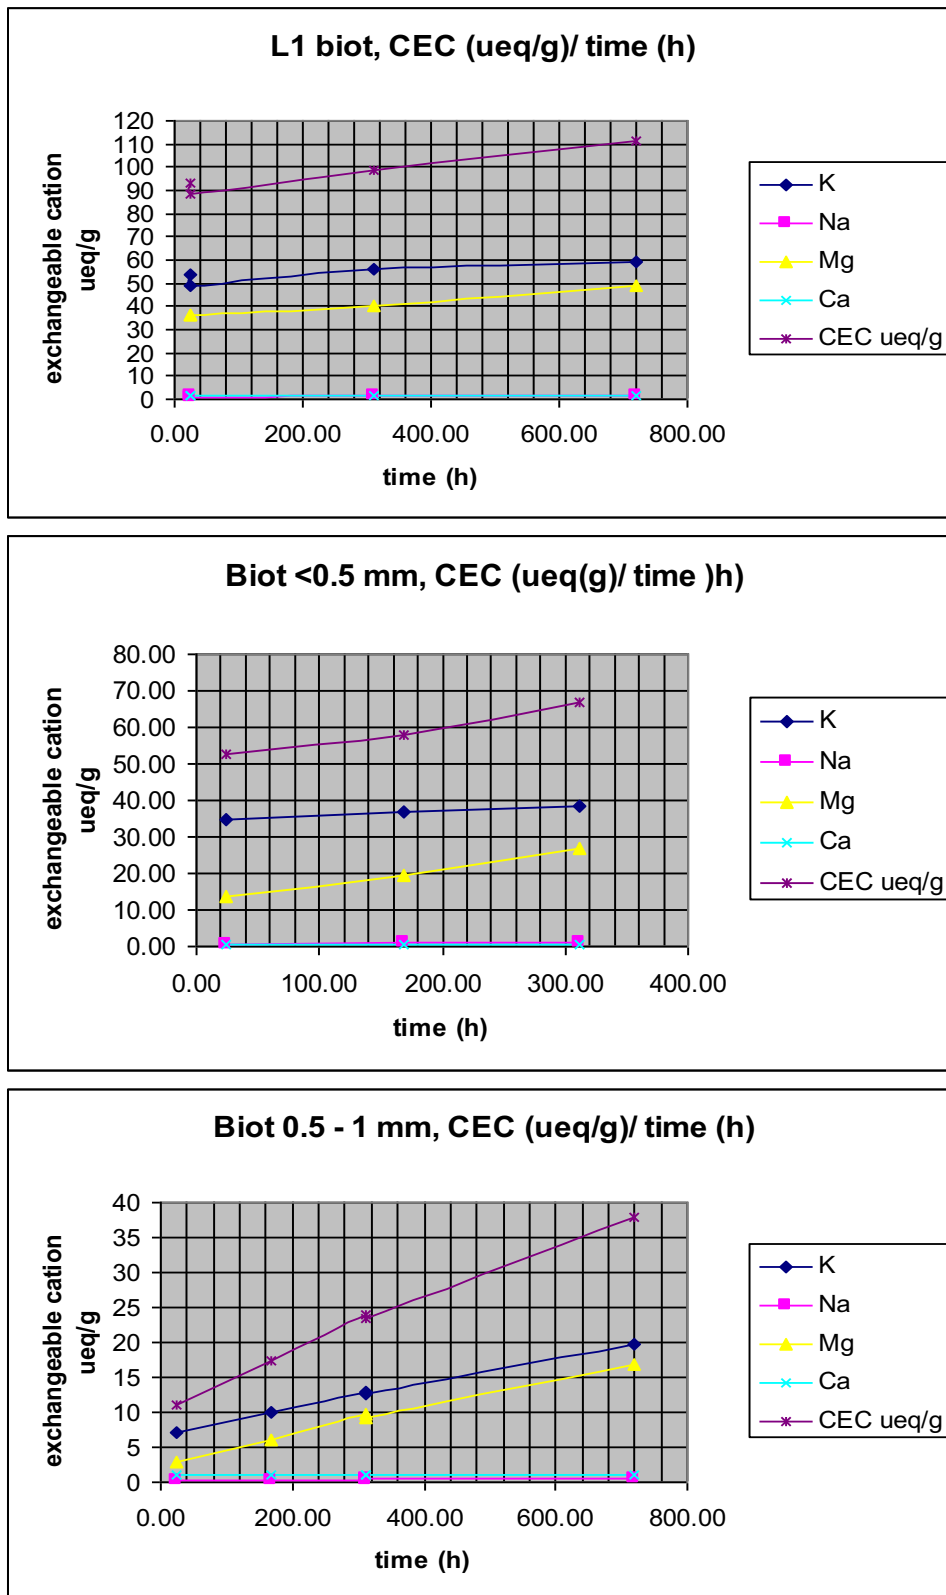 L1 biot, CEC (ueq/g)/ time (h)
exchangeable cation
ueq/g
120
110
100
90
80
70
60
50
40
30
20
10
0
0.00 200.00 400.00 600.00 800.00
time (h)
K
Na
Mg
Ca
CEC ueq/g
Biot <0.5 mm, CEC (ueq(g)/ time )h)
exchangeable cation
ueq/g
80.00
70.00
60.00
50.00
40.00
30.00
20.00
10.00
0.00
0.00 100.00 200.00 300.00 400.00
time (h)
K
Na
Mg
Ca
CEC ueq/g
Biot 0.5 - 1 mm, CEC (ueq/g)/ time (h)
exchangeable cation
ueq/g
40
35
30
25
20
15
10
5
0
0.00 200.00 400.00 600.00 800.00
time (h)
K
Na
Mg
Ca
CEC ueq/g